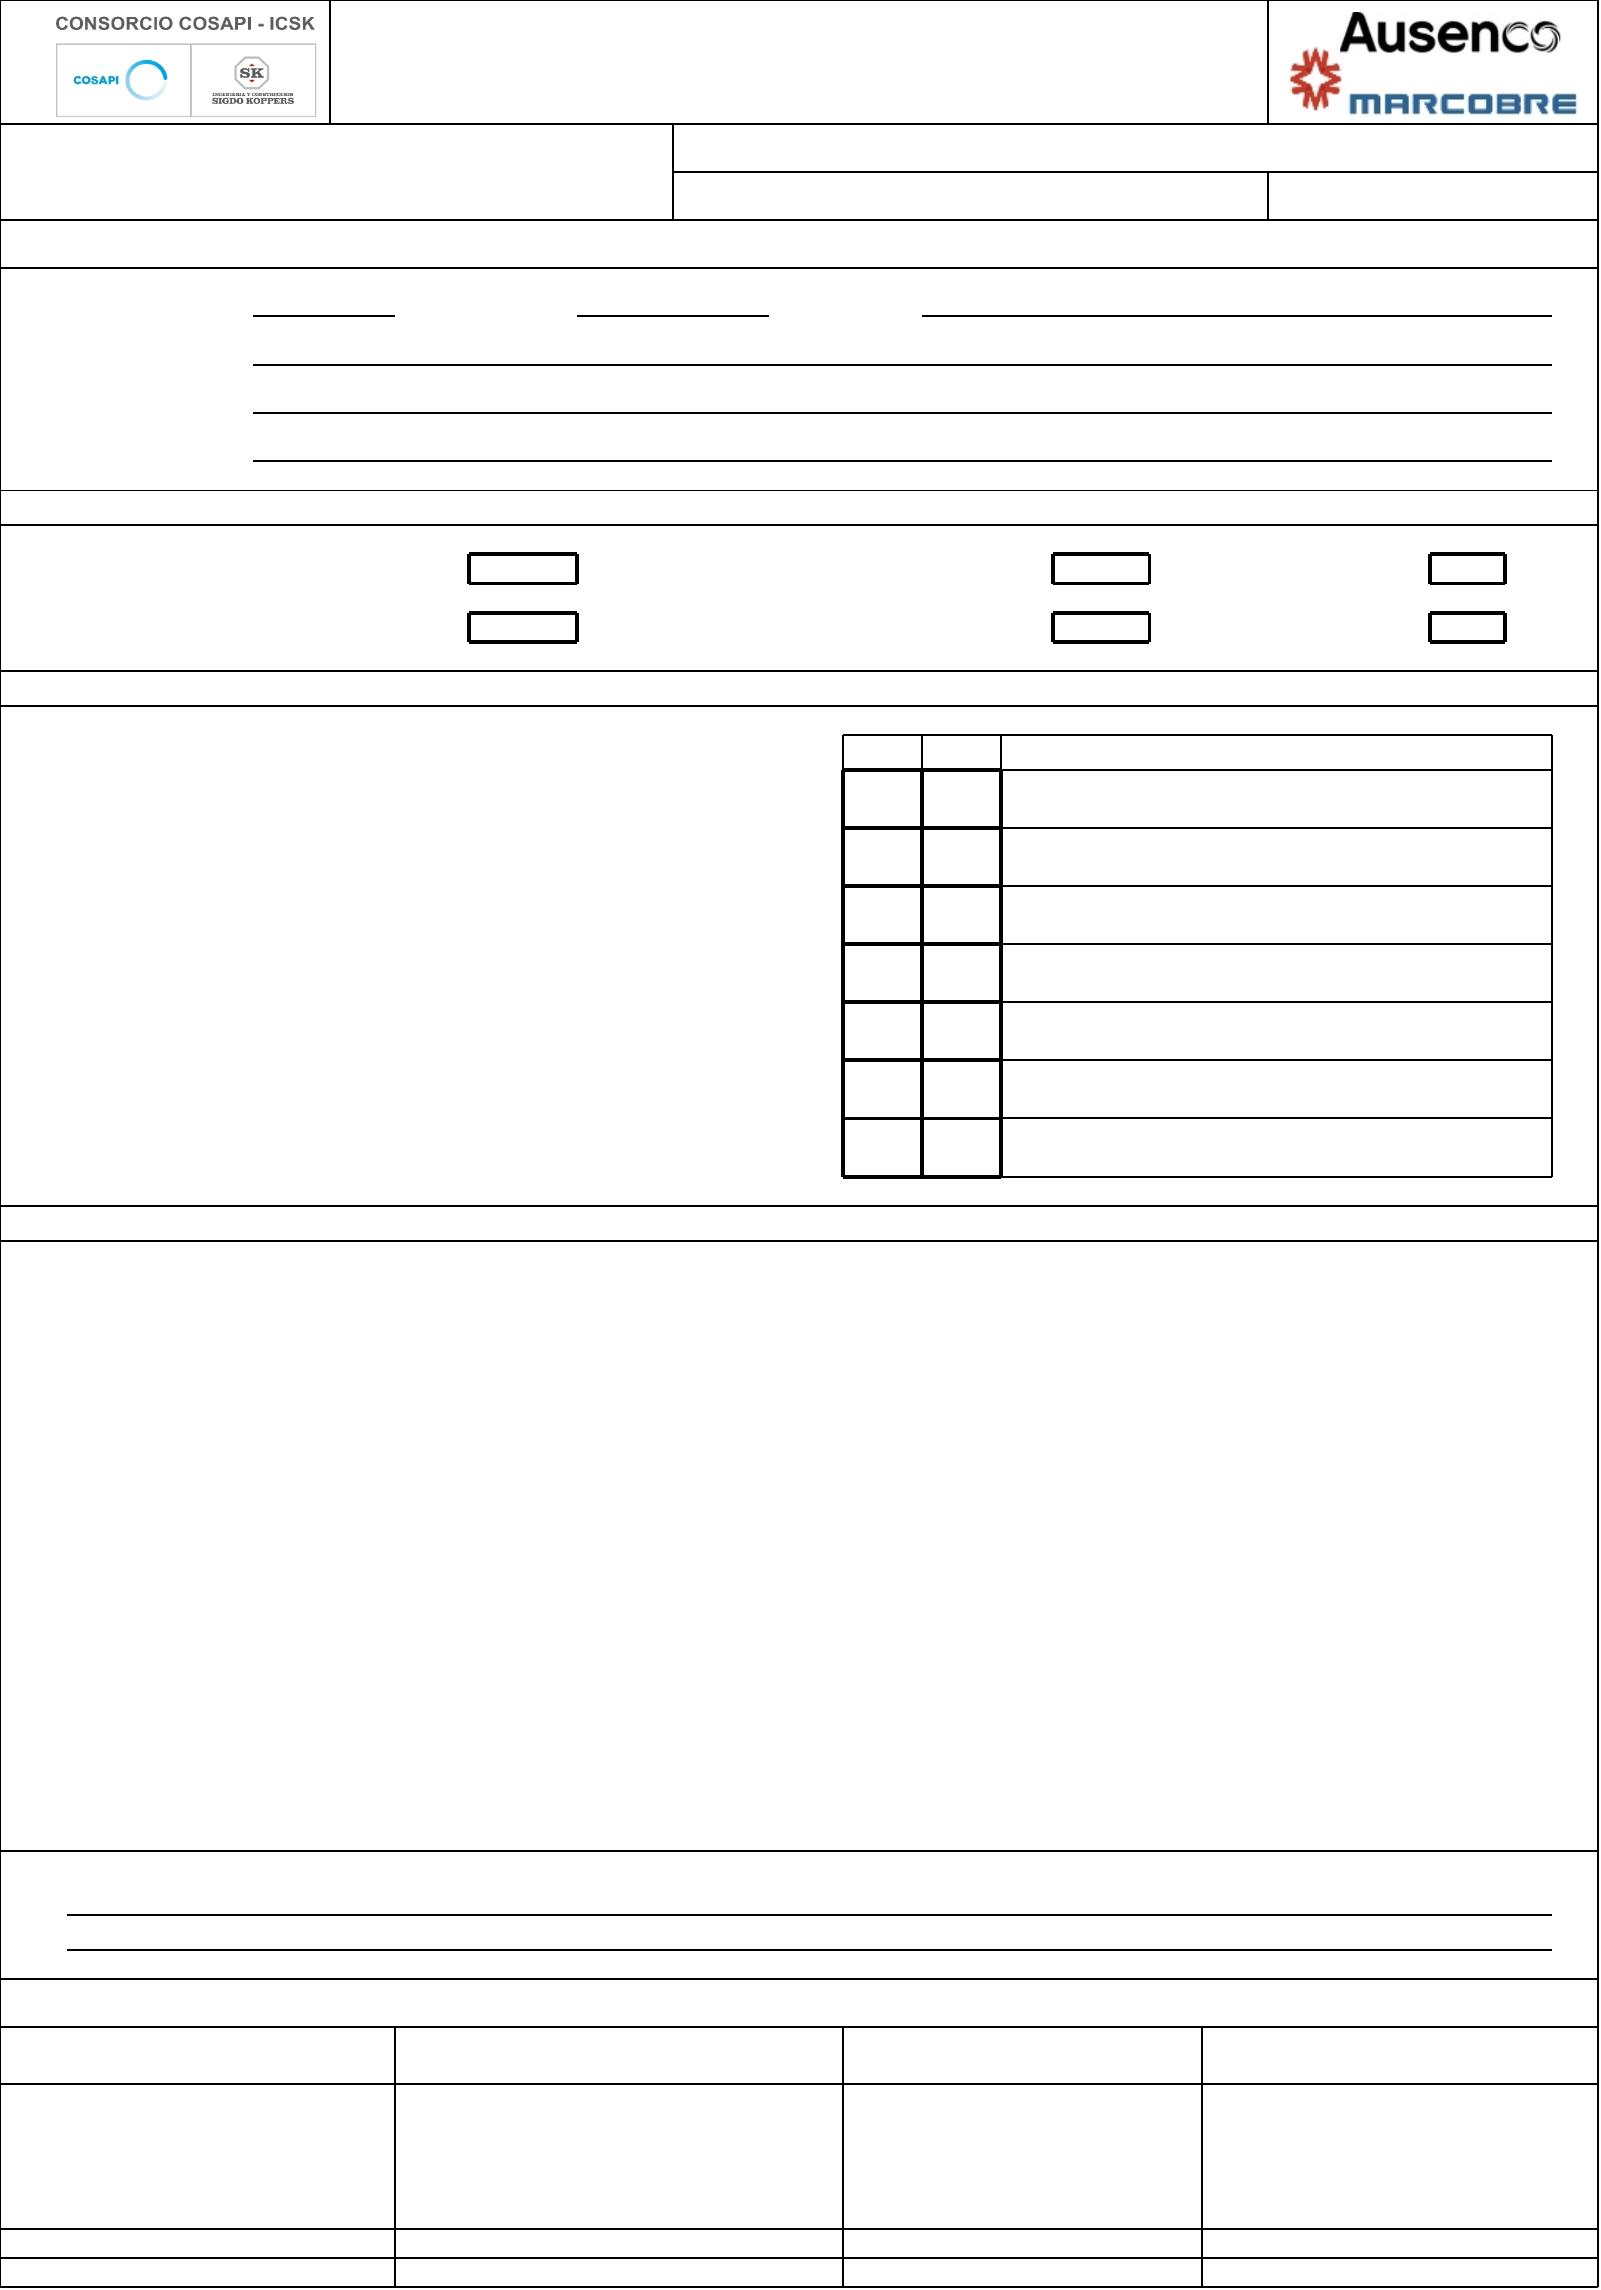 CONSORCIO COSAPI - ICSK
COSAPI
SK
INGENIERIA Y CONSTRUCCION
SIGDO KOPPERS
Ausenco
MARCOBRE